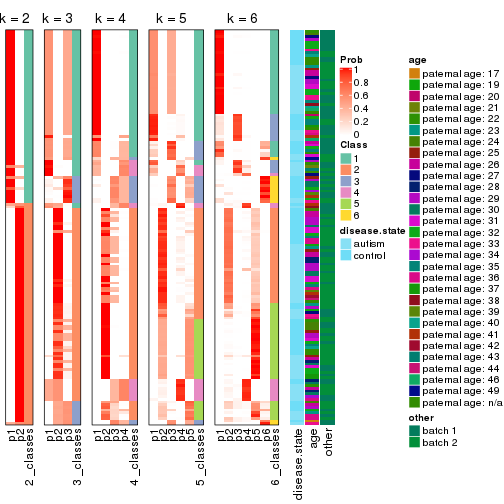 k = 2
k = 3
k = 4
k = 5
k = 6
p1
p2
2_classes
p1
p2
p3
3_classes
p1
p2
p3
p4
4_classes
p1
p2
p3
p4
p5
5_classes
p1
p2
p3
p4
p5
p6
6_classes
disease.state
age
other
Prob
1
0.8
0.6
0.4
0.2
0
Class
1
2
3
4
5
6
disease.state
autism
control
age
paternal age: 17
paternal age: 19
paternal age: 20
paternal age: 21
paternal age: 22
paternal age: 23
paternal age: 24
paternal age: 25
paternal age: 26
paternal age: 27
paternal age: 28
paternal age: 29
paternal age: 30
paternal age: 31
paternal age: 32
paternal age: 33
paternal age: 34
paternal age: 35
paternal age: 36
paternal age: 37
paternal age: 38
paternal age: 39
paternal age: 40
paternal age: 41
paternal age: 42
paternal age: 43
paternal age: 44
paternal age: 46
paternal age: 49
paternal age: n/a
other
batch 1
batch 2